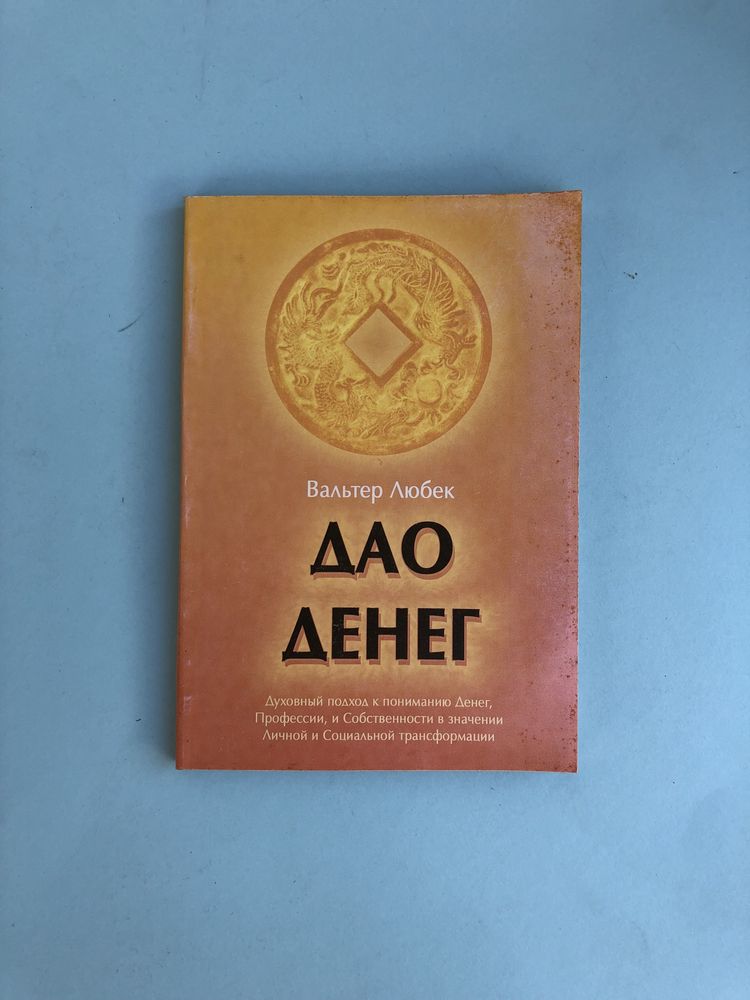 Вальтер Любек
ДАО
ДЕНЕГ
Духовный подход к пониманию Денег,
Профессии, и Собственности в значении
Личной и Социальной трансформации